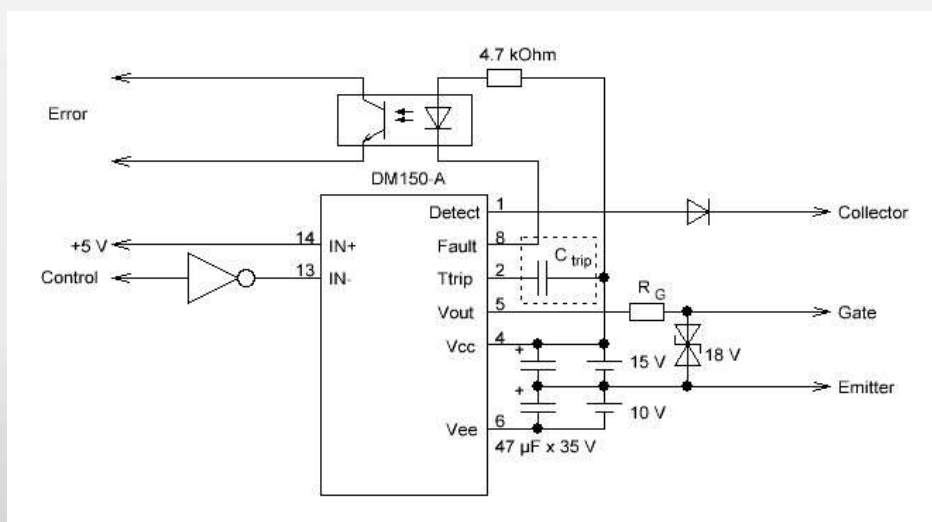 4.7 kOhm
Error
DM150-A
Detect 1 Collector
+5 V 14 IN+ Fault 8
C trip
Control 13 IN- Ttrip 2
R G
Vout 5 Gate
18 V
Vcc 4
+ 15 V
Emitter
+ 10 V
Vee 6
47 µF x 35 V